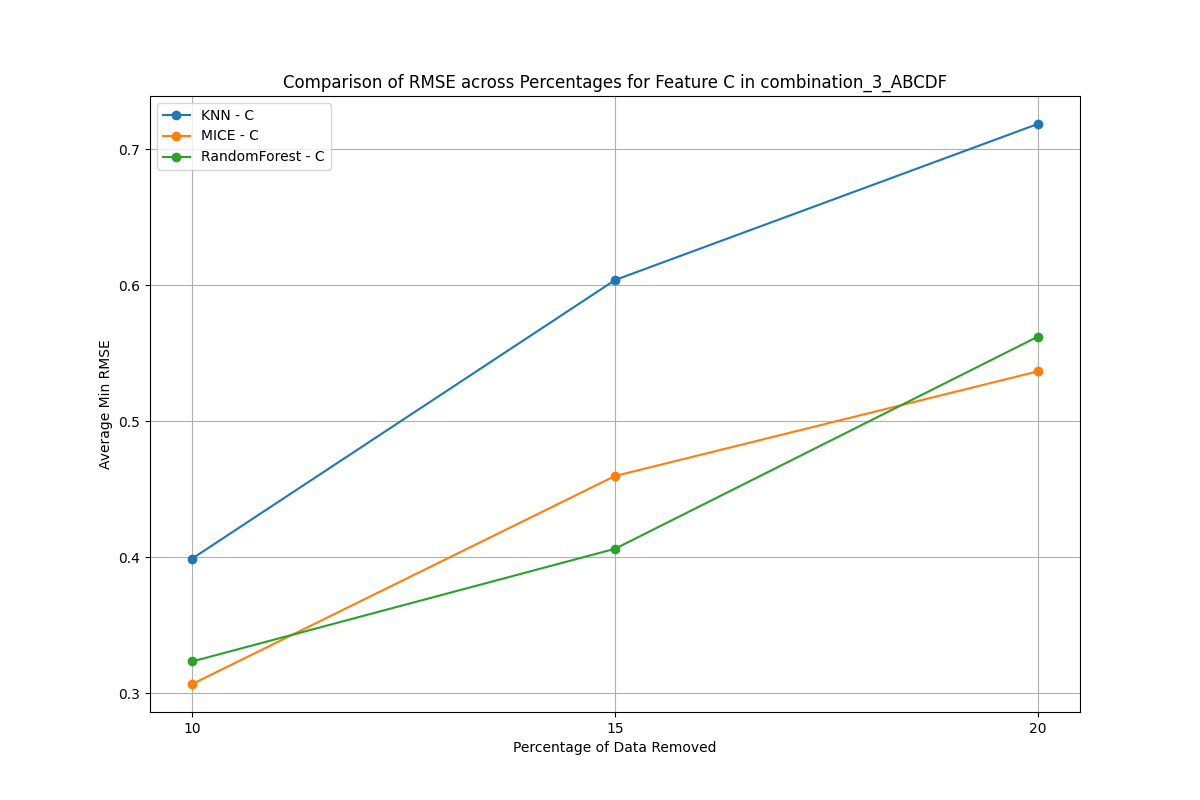 Comparison of RMSE across Percentages for Feature C in combination_3_ABCDF
KNN - C
MICE - C
RandomForest - C
0.7
0.6
0.5
0.4
0.3
Average Min RMSE
10
15
20
Percentage of Data Removed